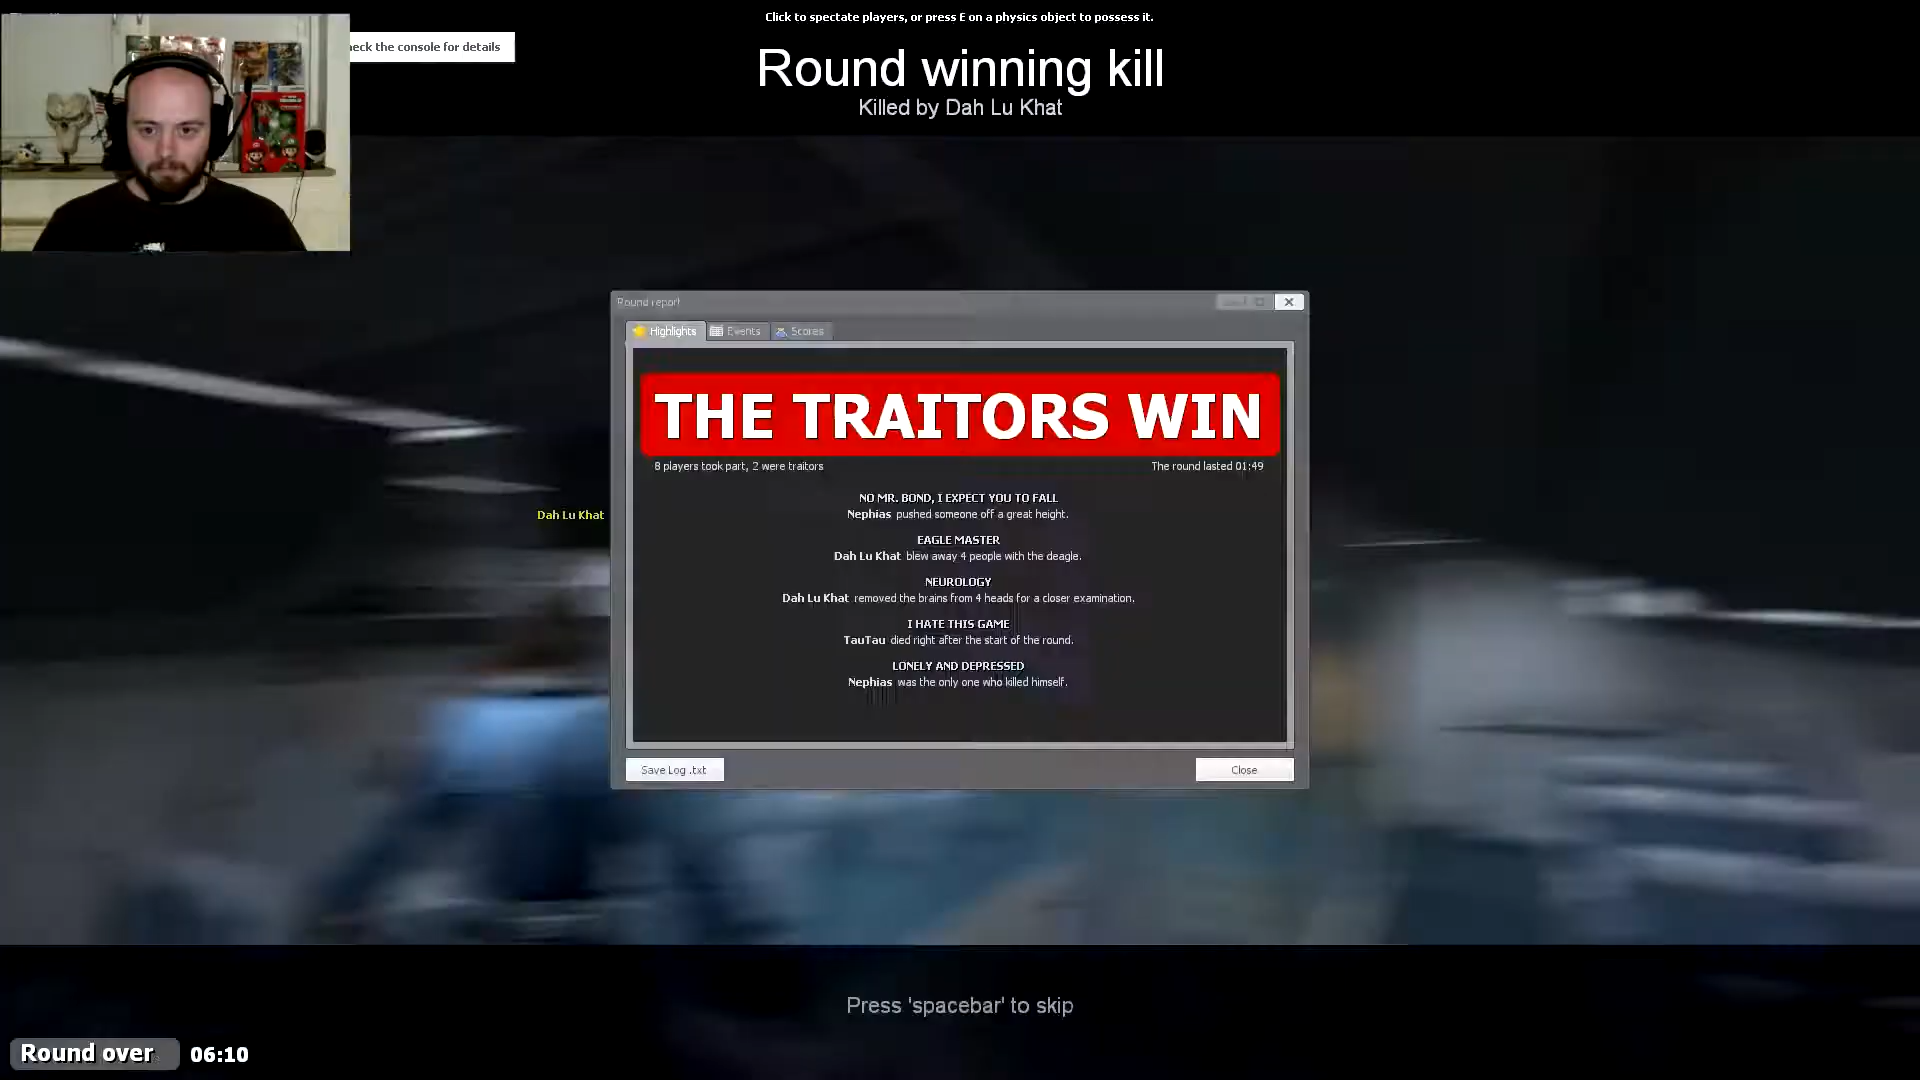 Click to spectate players, or press E on a physics object to possess it.
heck the console for details
Round winning kill
Killed by Dah Lu Khat
Round report
Highlights
Events
Scores
THE TRAITORS WIN
8 players took part, 2 were traitors
The round lasted 01:49
NO MR. BOND, I EXPECT YOU TO FALL
Nephias pushed someone off a great height.
Dah Lu Khat
EAGLE MASTER
Dah Lu Khat blew away 4 people with the deagle.
NEUROLOGY
Dah Lu Khat removed the brains from 4 heads for a closer examination.
I HATE THIS GAME
TauTau died right after the start of the round.
LONELY AND DEPRESSED
Nephias was the only one who killed himself.
Save Log .txt
Close
Press 'spacebar' to skip
Round over
06:10